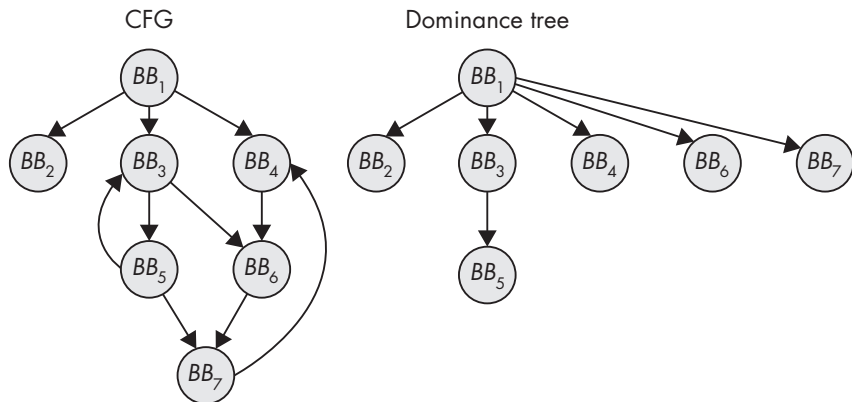 CFG
BB₁
BB₂
BB₃
BB₄
BB₅
BB₆
BB₇
Dominance tree
BB₁
BB₂
BB₃
BB₄
BB₆
BB₇
BB₅